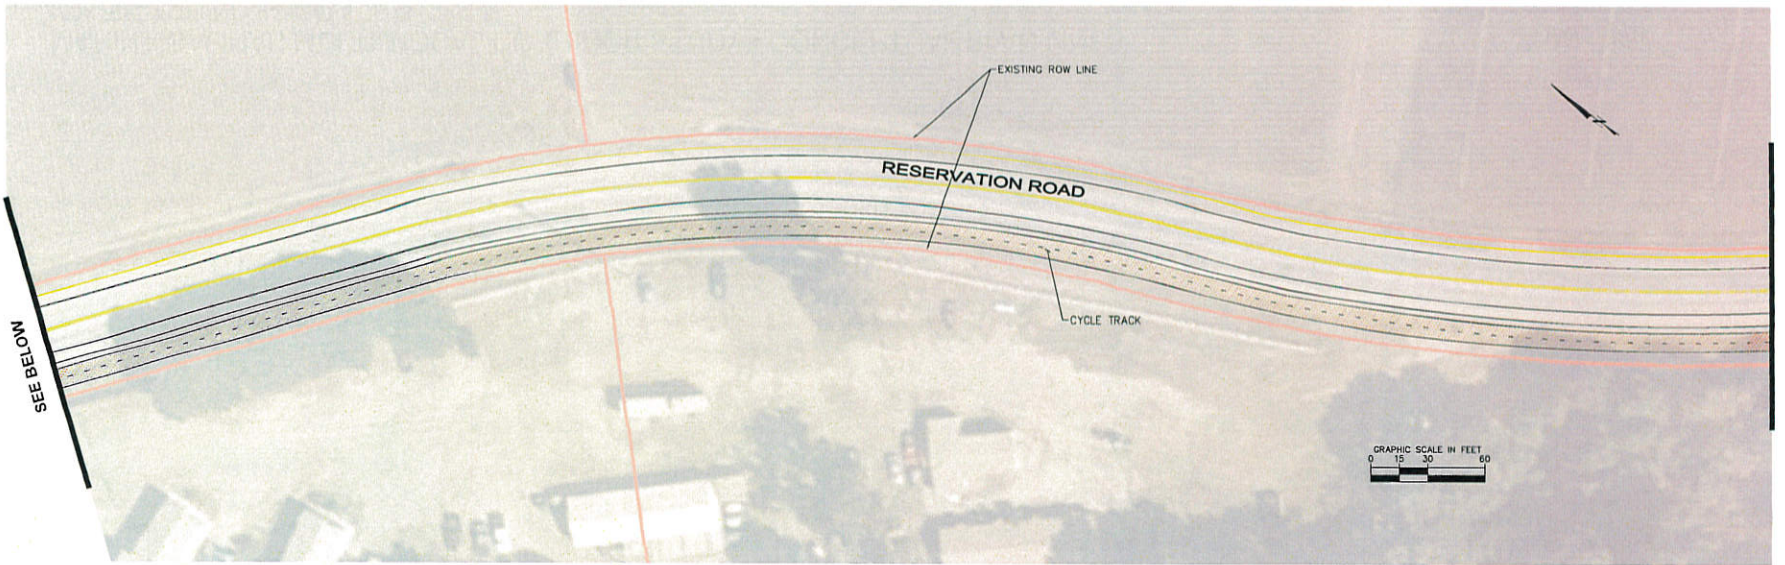 EXISTING ROW LINE
RESERVATION ROAD
CYCLE TRACK
SEE BELOW
GRAPHIC SCALE IN FEET
0 15 30 60